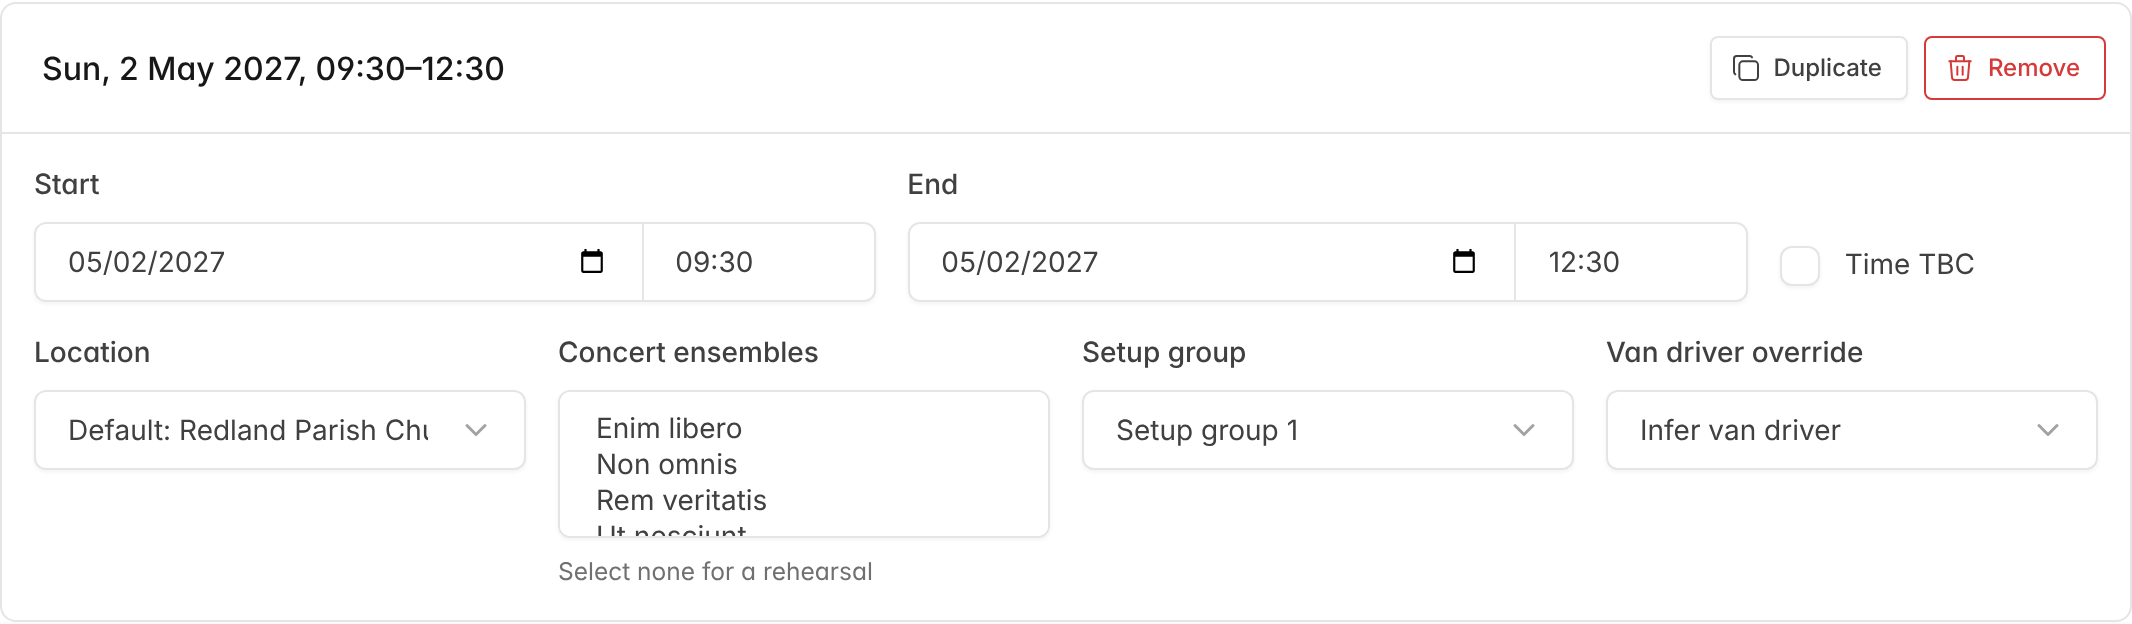 Sun, 2 May 2027, 09:30–12:30
Duplicate
Remove
Start
End
05/02/2027
09:30
05/02/2027
12:30
Time TBC
Location
Concert ensembles
Setup group
Van driver override
Default: Redland Parish Chu
Enim libero
Non omnis
Rem veritatis
Ut nesciunt
Setup group 1
Infer van driver
Select none for a rehearsal